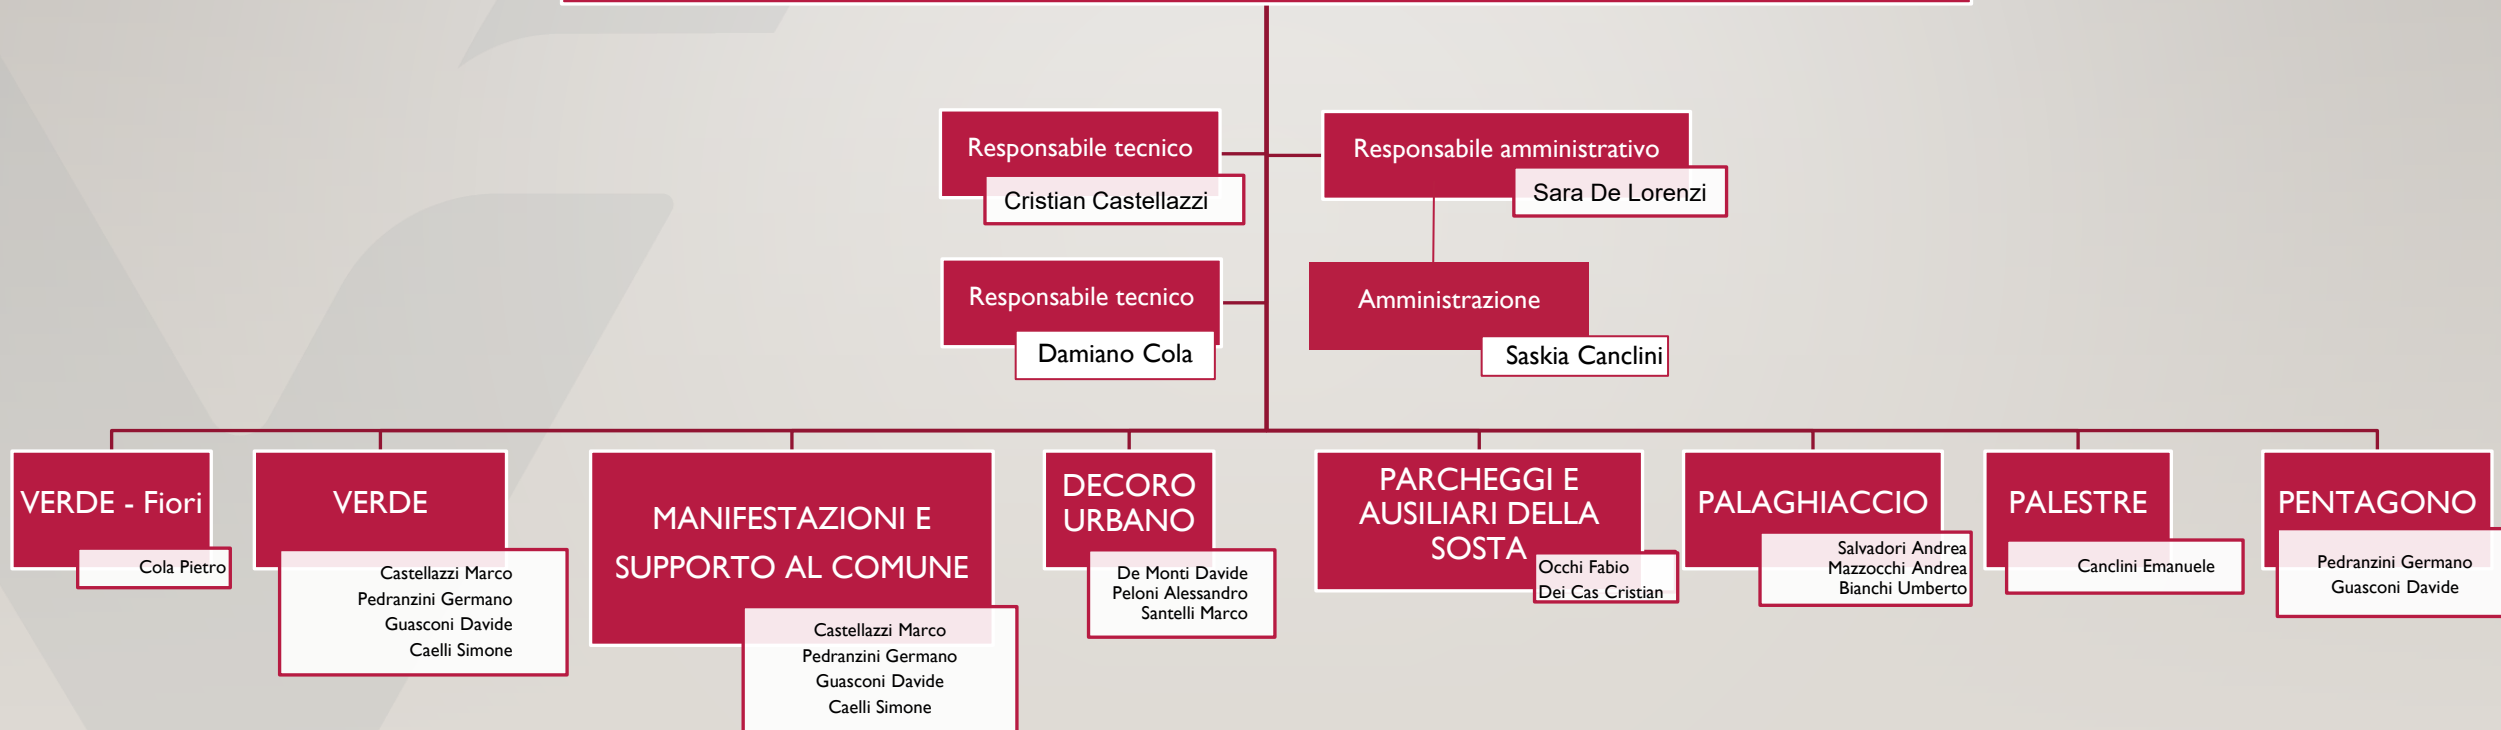 Responsabile tecnico
Cristian Castellazzi
Responsabile amministrativo
Sara De Lorenzi
Responsabile tecnico
Damiano Cola
Amministrazione
Saskia Canclini
VERDE - Fiori
Cola Pietro
VERDE
Castellazzi Marco
Pedranzini Germano
Guasconi Davide
Caelli Simone
MANIFESTAZIONI E
SUPPORTO AL COMUNE
Castellazzi Marco
Pedranzini Germano
Guasconi Davide
Caelli Simone
DECORO
URBANO
De Monti Davide
Peloni Alessandro
Santelli Marco
PARCHEGGI E
AUSILIARI DELLA
SOSTA
Occhi Fabio
Dei Cas Cristian
PALAGHIACCIO
Salvadori Andrea
Mazzocchi Andrea
Bianchi Umberto
PALESTRE
Canclini Emanuele
PENTAGONO
Pedranzini Germano
Guasconi Davide